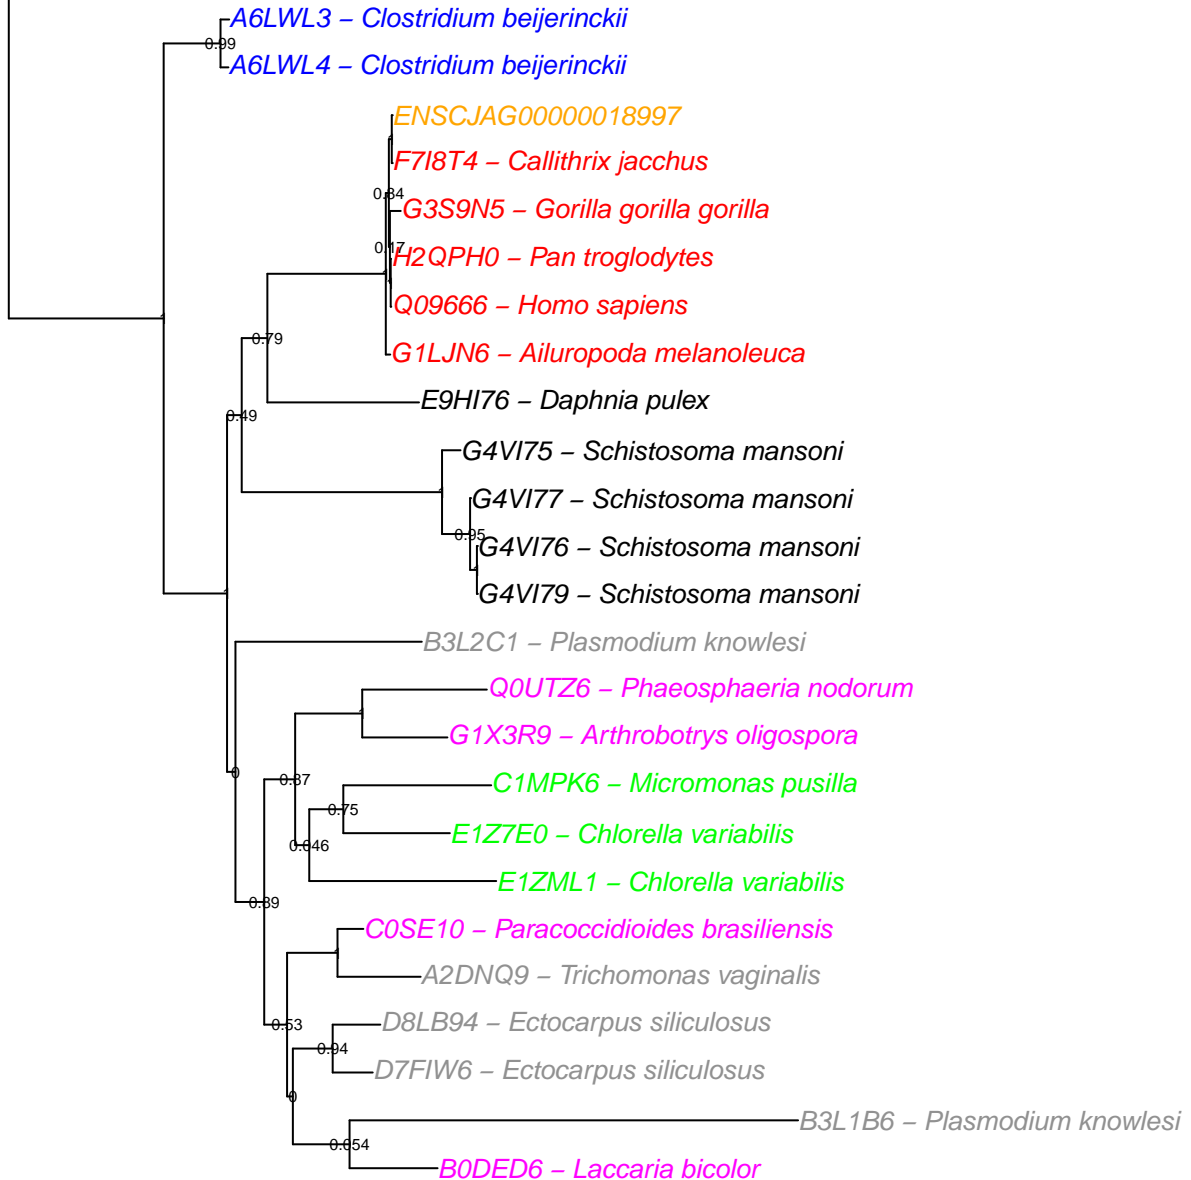 A6LWL3 – Clostridium beijerinckii
0.99
A6LWL4 – Clostridium beijerinckii
ENSCJAG00000018997
F7I8T4 – Callithrix jacchus
0.84
G3S9N5 – Gorilla gorilla gorilla
0.17
H2QPH0 – Pan troglodytes
Q09666 – Homo sapiens
0.79
G1LJN6 – Ailuropoda melanoleuca
E9HI76 – Daphnia pulex
0.49
G4VI75 – Schistosoma mansoni
G4VI77 – Schistosoma mansoni
0.95
G4VI76 – Schistosoma mansoni
G4VI79 – Schistosoma mansoni
B3L2C1 – Plasmodium knowlesi
Q0UTZ6 – Phaeosphaeria nodorum
G1X3R9 – Arthrobotrys oligospora
0
0.87
C1MPK6 – Micromonas pusilla
0.75
E1Z7E0 – Chlorella variabilis
0.046
E1ZML1 – Chlorella variabilis
0.89
C0SE10 – Paracoccidioides brasiliensis
A2DNQ9 – Trichomonas vaginalis
0.53
D8LB94 – Ectocarpus siliculosus
0.94
D7FIW6 – Ectocarpus siliculosus
0
B3L1B6 – Plasmodium knowlesi
0.054
B0DED6 – Laccaria bicolor